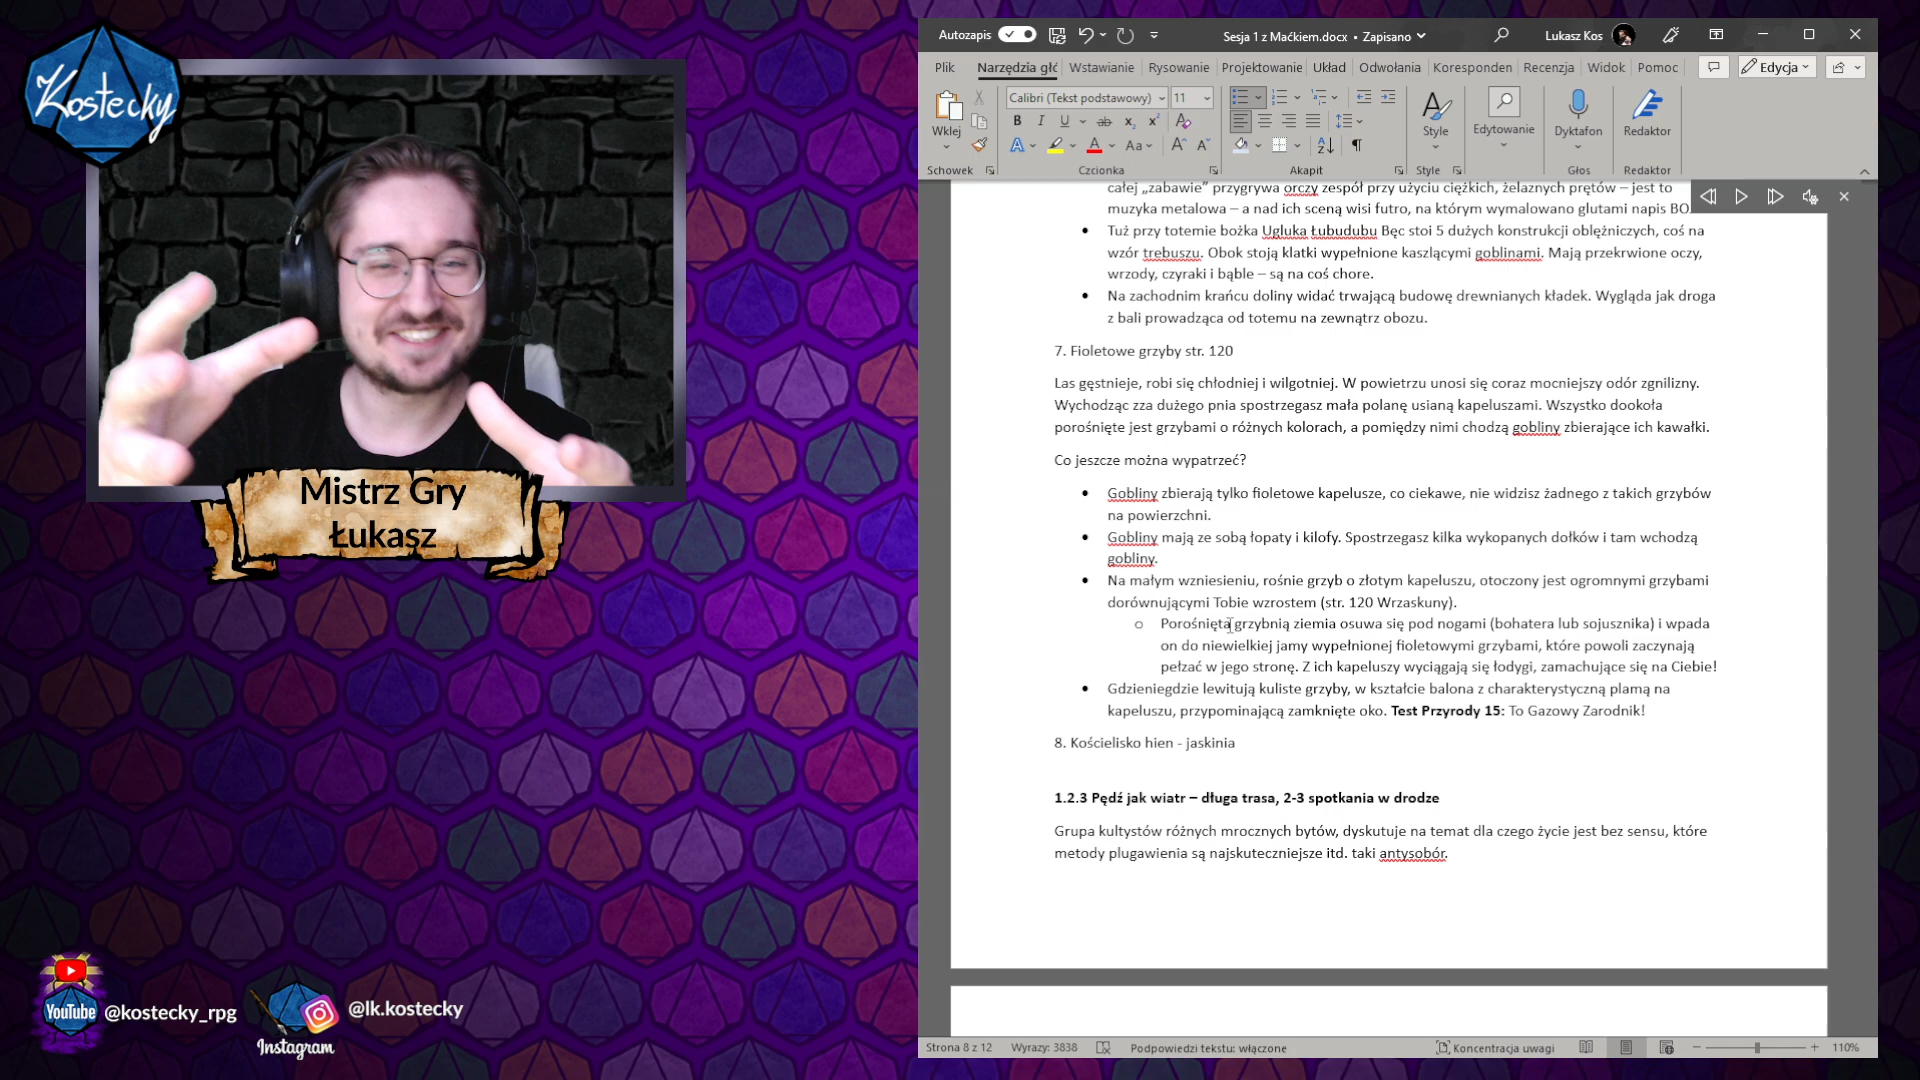 Kostecky
Mistrz Gry
Łukasz
YouTube
@kostecky_rpg
Instagram
@lk.kostecky
Autozapis
Sesja 1 z Maćkiem.docx • Zapisano
Lukasz Kos
Plik Narzędzia głć Wstawianie Rysowanie Projektowanie Układ Odwołania Koresponden Recenzja Widok Pomoc
Edycja
Calibri (Tekst podstawowy) 11
Wklej
Style
Edytowanie
Dyktafon
Redaktor
Schowek
Czcionka
Akapit
Style
Głos
Redaktor
całej „zabawie” przygrywa orczy zespół przy użyciu ciężkich, żelaznych prętów – jest to
muzyka metalowa – a nad ich sceną wisi futro, na którym wymalowano glutami napis BO
• Tuż przy totemie bożka Ugluka Łubudubu Bęc stoi 5 dużych konstrukcji oblężniczych, coś na
wzór trebuszu. Obok stoją klatki wypełnione kaszlącymi goblinami. Mają przekrwione oczy,
wrzody, czyraki i bąble – są na coś chore.
• Na zachodnim krańcu doliny widać trwającą budowę drewnianych kładek. Wygląda jak droga
z bali prowadząca od totemu na zewnątrz obozu.
7. Fioletowe grzyby str. 120
Las gęstnieje, robi się chłodniej i wilgotniej. W powietrzu unosi się coraz mocniejszy odór zgnilizny.
Wychodząc zza dużego pnia spostrzegasz mała polanę usianą kapeluszami. Wszystko dookoła
porośnięte jest grzybami o różnych kolorach, a pomiędzy nimi chodzą gobliny zbierające ich kawałki.
Co jeszcze można wypatrzeć?
• Gobliny zbierają tylko fioletowe kapelusze, co ciekawe, nie widzisz żadnego z takich grzybów
na powierzchni.
• Gobliny mają ze sobą łopaty i kilofy. Spostrzegasz kilka wykopanych dołków i tam wchodzą
gobliny.
• Na małym wzniesieniu, rośnie grzyb o złotym kapeluszu, otoczony jest ogromnymi grzybami
dorównującymi Tobie wzrostem (str. 120 Wrzaskuny).
o Porośnięta grzybnią ziemia osuwa się pod nogami (bohatera lub sojusznika) i wpada
on do niewielkiej jamy wypełnionej fioletowymi grzybami, które powoli zaczynają
pełzać w jego stronę. Z ich kapeluszy wyciągają się łodygi, zamachujące się na Ciebie!
• Gdzieniegdzie lewitują kuliste grzyby, w kształcie balona z charakterystyczną plamą na
kapeluszu, przypominającą zamknięte oko. Test Przyrody 15: To Gazowy Zarodnik!
8. Kościelisko hien - jaskinia
1.2.3 Pędź jak wiatr – długa trasa, 2-3 spotkania w drodze
Grupa kultystów różnych mrocznych bytów, dyskutuje na temat dla czego życie jest bez sensu, które
metody plugawienia są najskuteczniejsze itd. taki antysobór.
Strona 8 z 12 Wyrazy: 3838 Podpowiedzi tekstu: włączone Koncentracja uwagi 110%